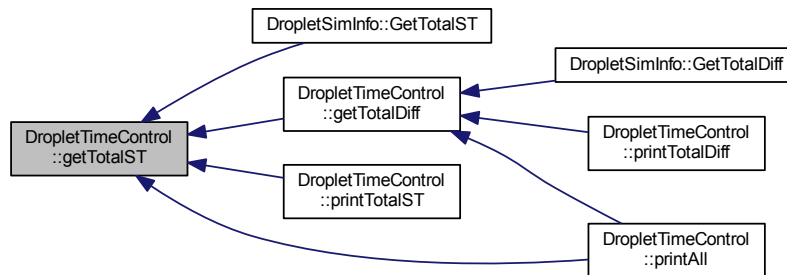 DropletTimeControl
::getTotalST
DropletSimInfo::GetTotalST
DropletTimeControl
::getTotalDiff
DropletTimeControl
::printTotalST
DropletSimInfo::GetTotalDiff
DropletTimeControl
::printTotalDiff
DropletTimeControl
::printAll